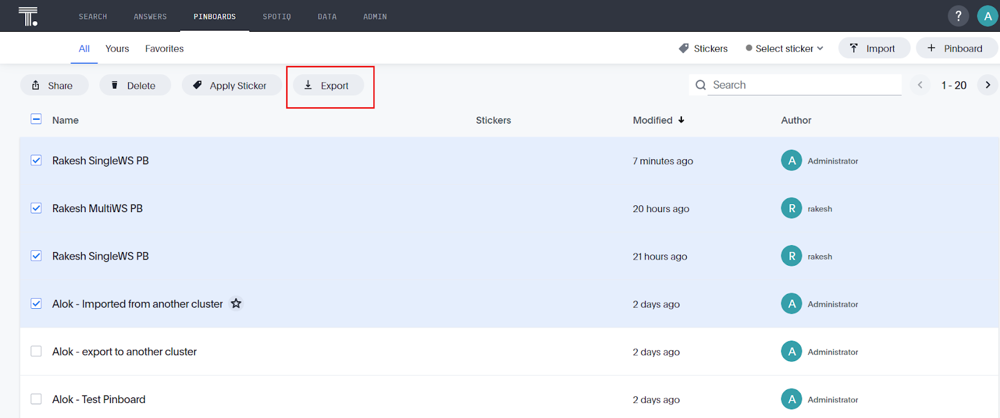 T. SEARCH ANSWERS PINBOARDS SPOTIQ DATA ADMIN ? A
All Yours Favorites Stickers Select sticker Import + Pinboard
Share Delete Apply Sticker Export Search 1 - 20
Name Stickers Modified Author
Rakesh SingleWS PB 7 minutes ago A Administrator
Rakesh MultiWS PB 20 hours ago R rakesh
Rakesh SingleWS PB 21 hours ago R rakesh
Alok - Imported from another cluster 2 days ago A Administrator
Alok - export to another cluster 2 days ago A Administrator
Alok - Test Pinboard 2 days ago A Administrator